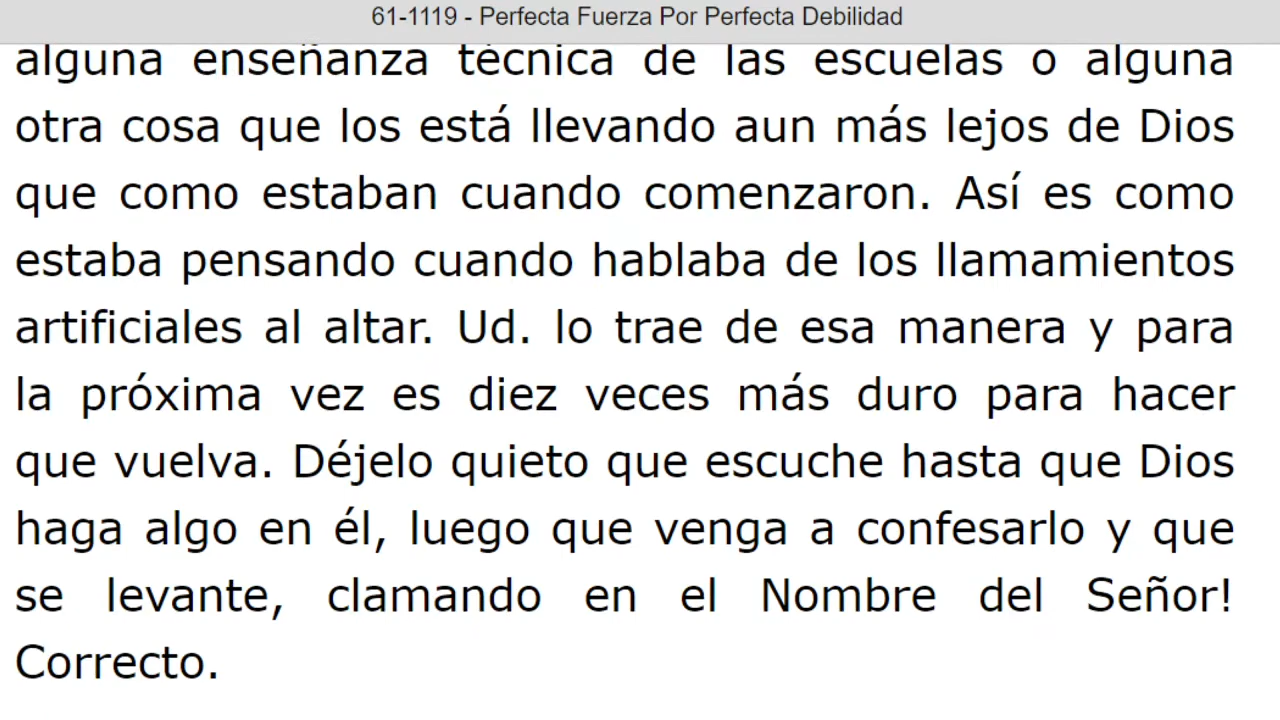 61-1119 - Perfecta Fuerza Por Perfecta Debilidad
alguna enseñanza técnica de las escuelas o alguna
otra cosa que los está llevando aun más lejos de Dios
que como estaban cuando comenzaron. Así es como
estaba pensando cuando hablaba de los llamamientos
artificiales al altar. Ud. lo trae de esa manera y para
la próxima vez es diez veces más duro para hacer
que vuelva. Déjelo quieto que escuche hasta que Dios
haga algo en él, luego que venga a confesarlo y que
se levante, clamando en el Nombre del Señor!
Correcto.